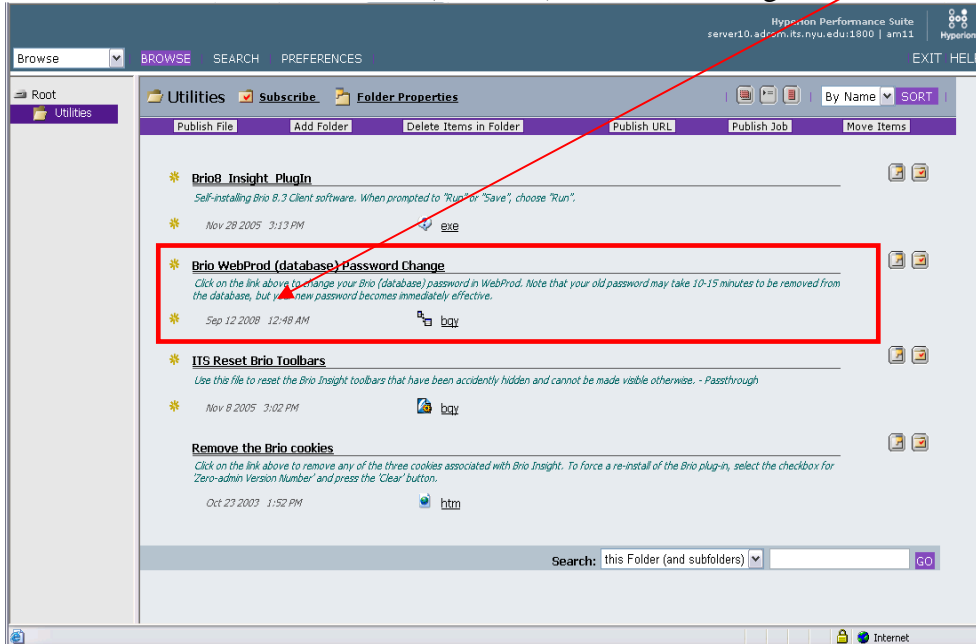 Hyperion Performance Suite
server10.adcom.its.nyu.edu:1800 | am11
Hyperion
Browse
BROWSE | SEARCH | PREFERENCES
EXIT HELP
Root
Utilities
Utilities Subscribe Folder Properties
By Name SORT
Publish File Add Folder Delete Items in Folder Publish URL Publish Job Move Items
Brio8 Insight PlugIn
Self-installing Brio 8.3 Client software. When prompted to "Run" or "Save", choose "Run".
Nov 28 2005 3:13 PM exe
Brio WebProd (database) Password Change
Click on the link above to change your Brio (database) password in WebProd. Note that your old password may take 10-15 minutes to be removed from
the database, but your new password becomes immediately effective.
Sep 12 2008 12:48 AM bqy
ITS Reset Brio Toolbars
Use this file to reset the Brio Insight toolbars that have been accidently hidden and cannot be made visible otherwise. - Passthrough
Nov 8 2005 3:02 PM bqy
Remove the Brio cookies
Click on the link above to remove any of the three cookies associated with Brio Insight. To force a re-install of the Brio plug-in, select the checkbox for
'Zero-admin Version Number' and press the 'Clear' button.
Oct 23 2003 1:52 PM htm
Search: this Folder (and subfolders) GO
Internet